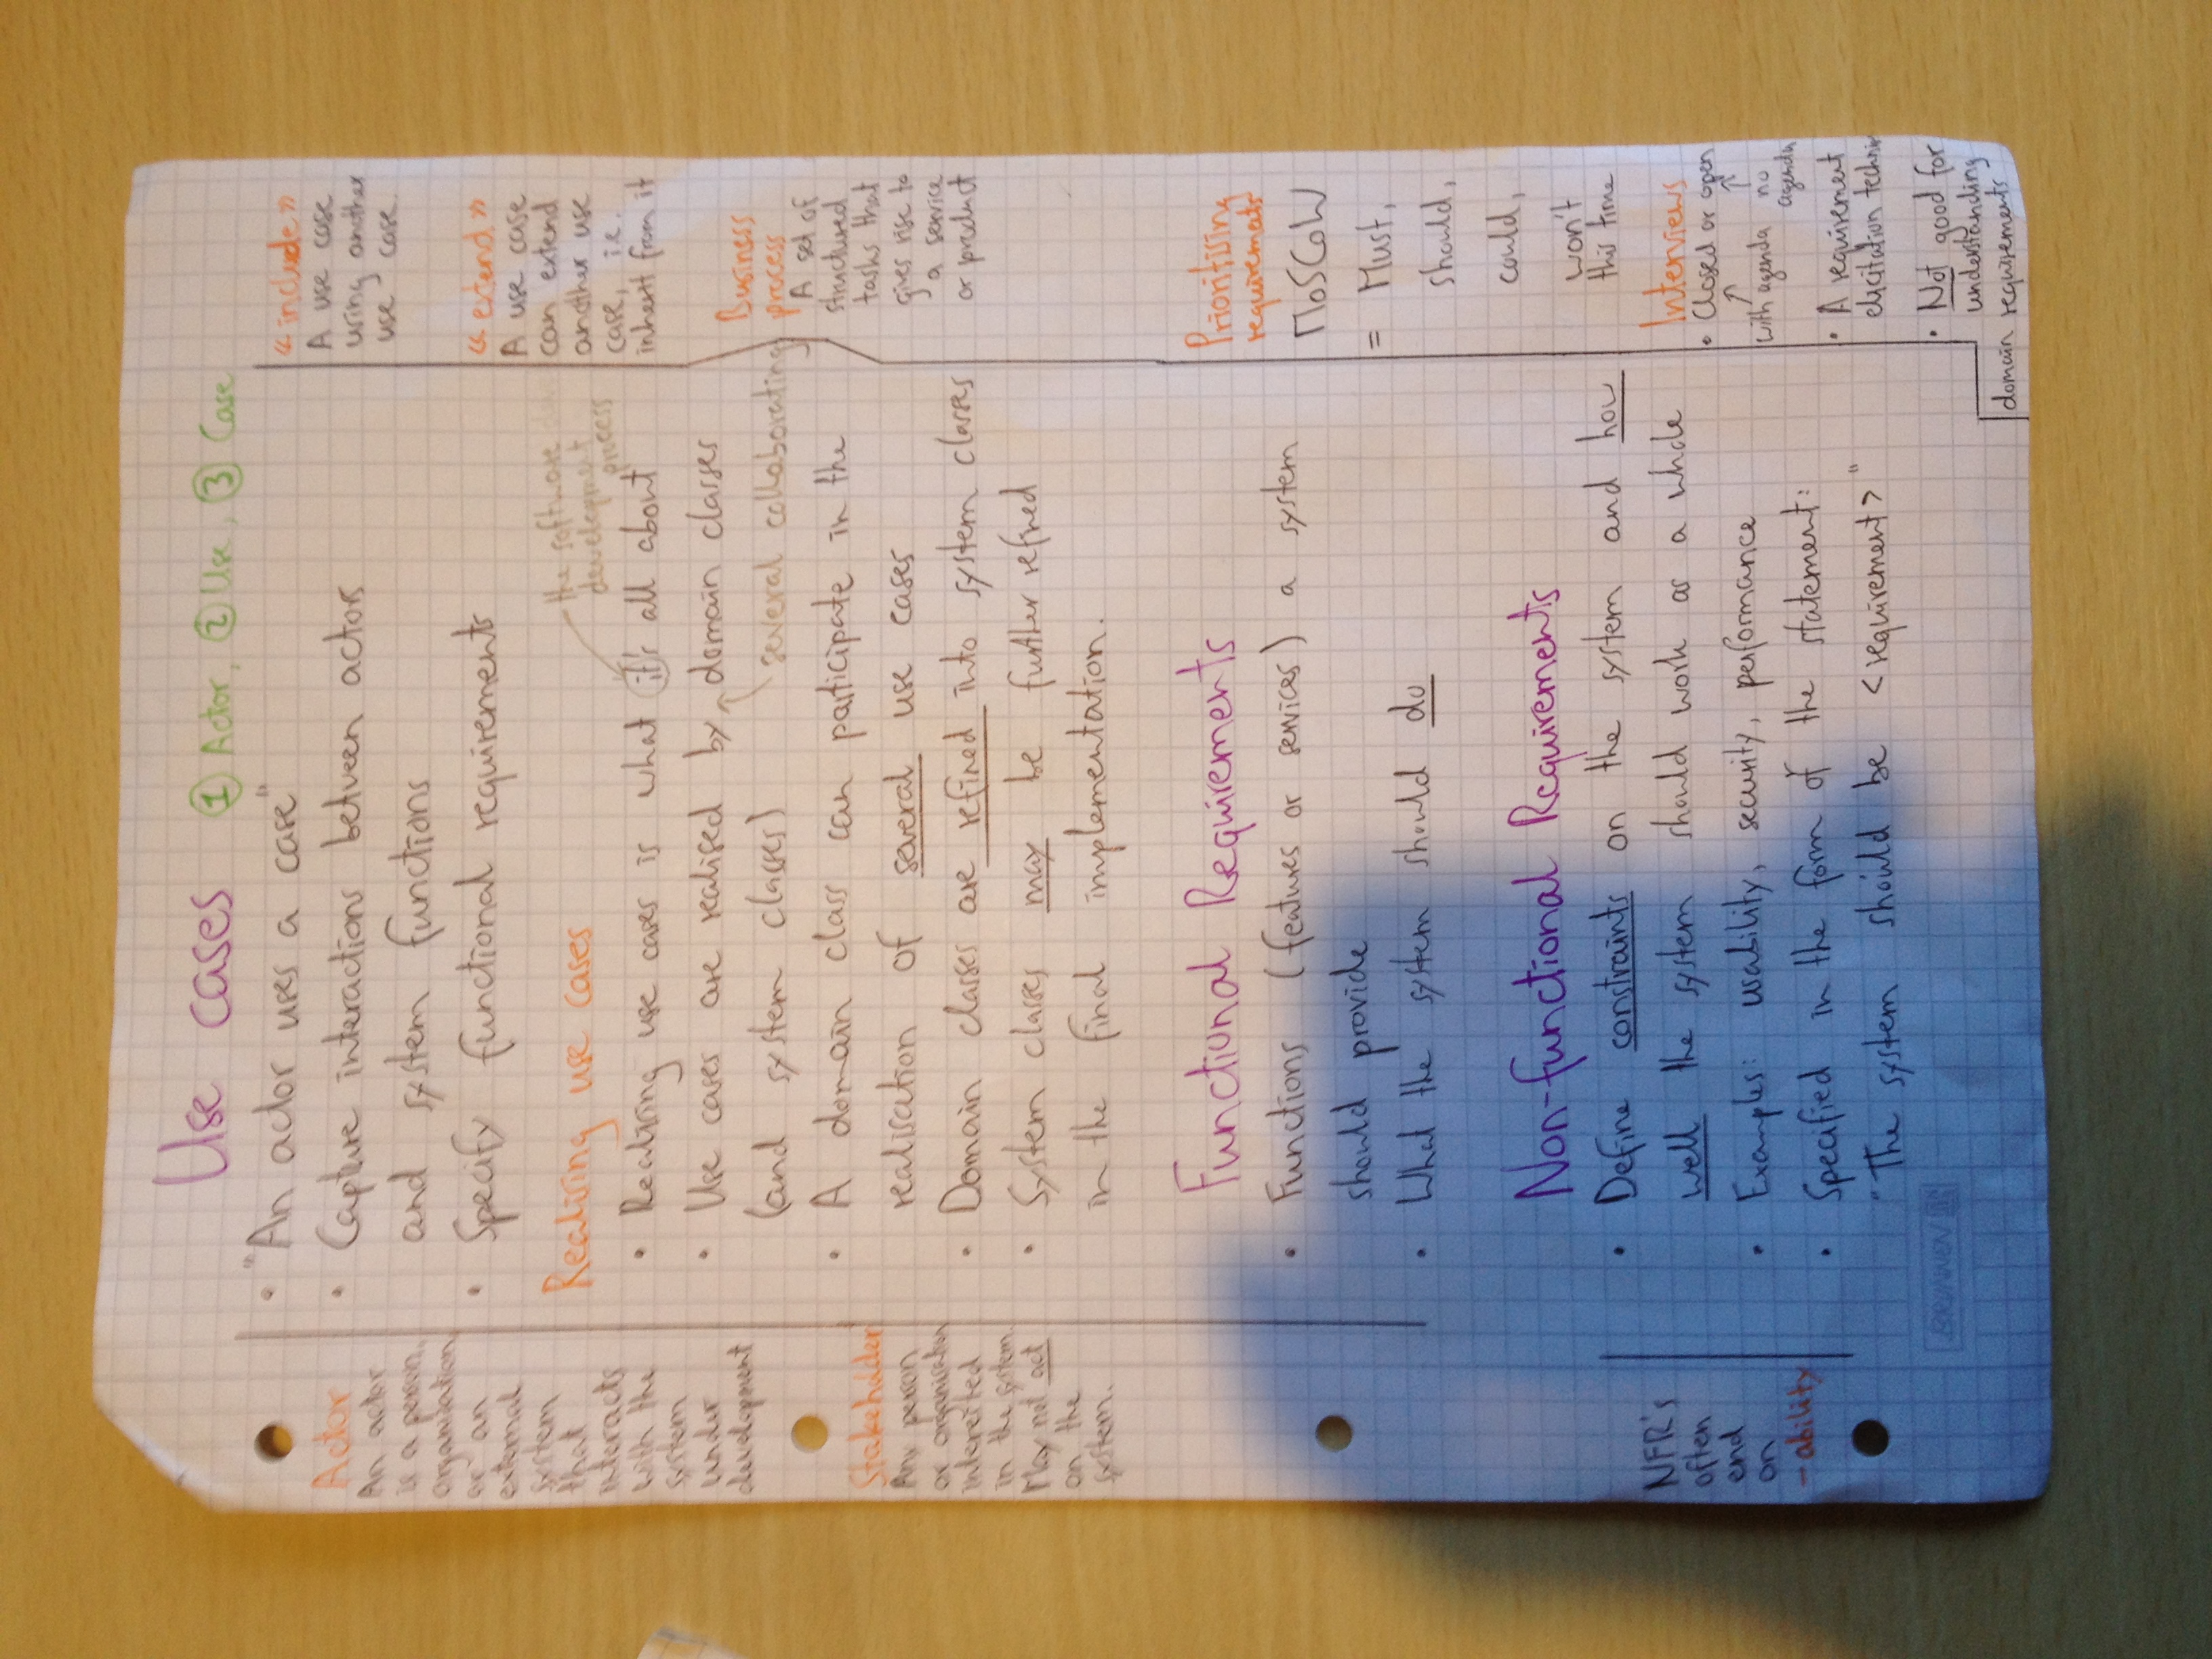 Use cases ① Actor, ② Use, ③ Case
• "An actor uses a case"
• Capture interactions between actors
and system functions
• Specify functional requirements
Realising use cases
the software
development
process
• Realising use cases is what it's all about
• Use cases are realised by domain classes
(and system classes)
several collaborating
• A domain class can participate in the
realisation of several use cases
• Domain classes are refined into system classes
• System classes may be further refined
in the final implementation.
Functional Requirements
• Functions (features or services) a system
should provide
• What the system should do
Non-functional Requirements
• Define constraints on the system and how
well the system should work as a whole
• Examples: usability, security, performance
• Specified in the form of the statement:
"The system should be <requirement>"
BRUNNEN
Actor
An actor
is a person,
organisation
or an
external
system
that
interacts
with the
system
under
development
Stakeholder
Any person
or organisation
interested
in the system.
May not act
on the
system.
NFR's
often
end
on
-ability
«include»
A use case
using another
use case.
«extend»
A use case
can extend
another use
case, i.e.
inherit from it
Business
process
A set of
structured
tasks that
gives rise to
a service
or product
Prioritising
requirements
MoSCoW
= Must,
should,
could,
won't
this time
Interviews
• Closed or open
with agenda
no
agenda
• A requirement
elicitation
• Not good for
understanding
domain requirements